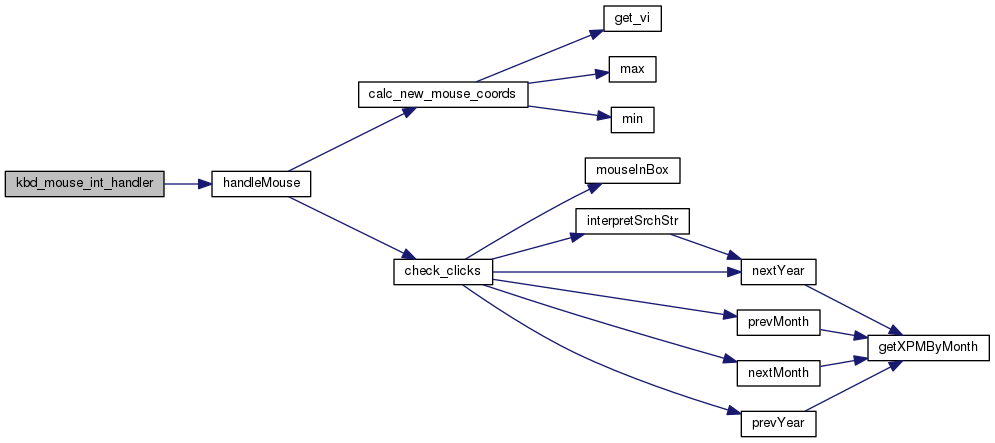 get_vi
max
calc_new_mouse_coords
min
mouseInBox
kbd_mouse_int_handler
handleMouse
interpretSrchStr
check_clicks
nextYear
prevMonth
getXPMByMonth
nextMonth
prevYear